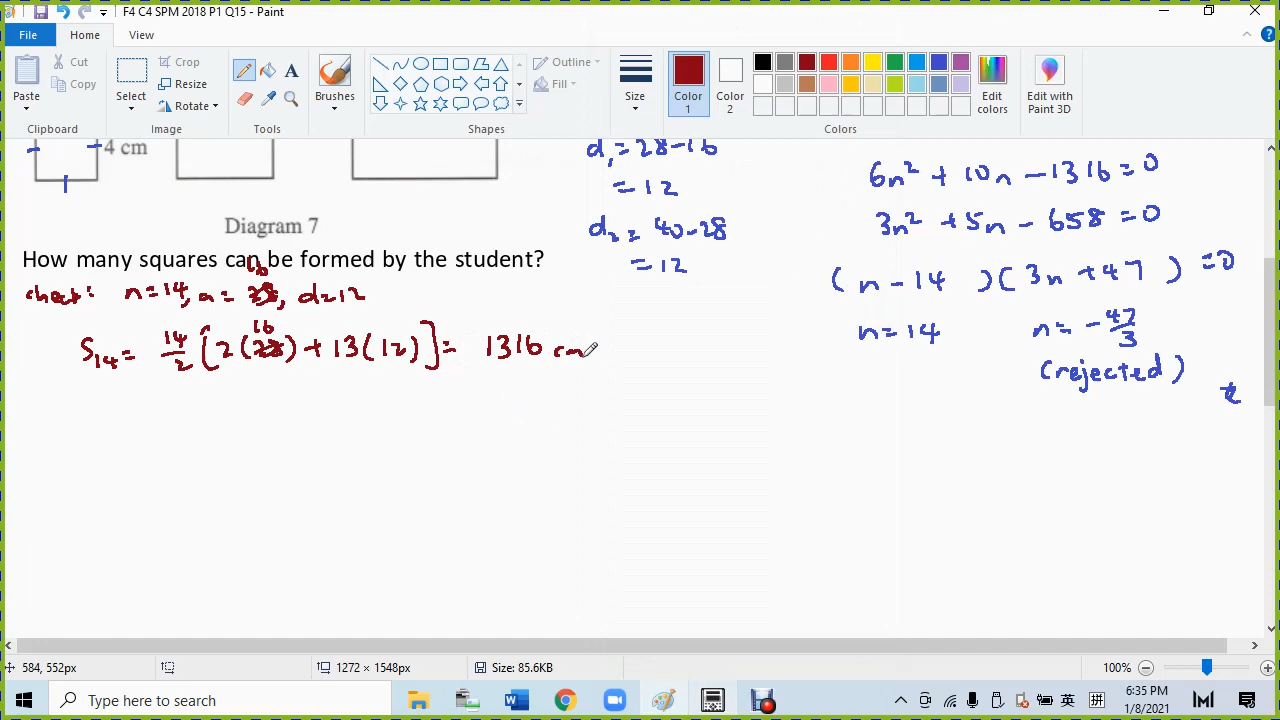 F4 C4 SPM 2018 P1 Q15 - Paint
File Home View
Paste Cut Copy Select Crop Resize Rotate Brushes Outline Fill Size Color 1 Color 2 Edit colors Edit with Paint 3D
Clipboard Image Tools Shapes Colors
4 cm
Diagram 7
How many squares can be formed by the student?
check: n=14, a = 28 16, d=12
S14 = 14/2 [2(28 16) + 13(12)] = 1316 cm
d1 = 28-16
= 12
d2 = 40-28
= 12
6n² + 10n - 1316 = 0
3n² + 5n - 658 = 0
(n - 14 )(3n + 47 ) = 0
n = 14 n = - 47/3
(rejected)
584, 552px 1272 × 1548px Size: 85.6KB 100%
Type here to search
英 拼 6:35 PM
1/8/2021